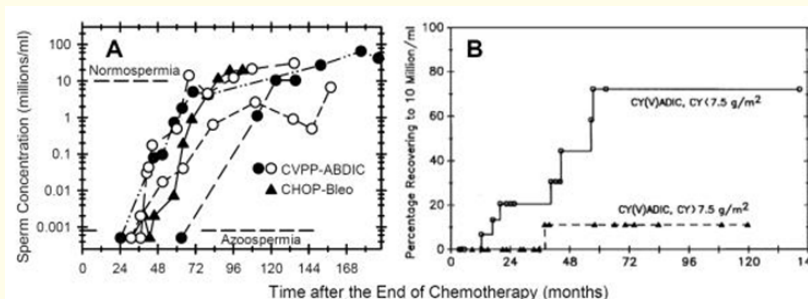 A
B
Sperm Concentration (millions/ml)
100
10
1
0.1
0.01
0.001
Normospermia
Azoospermia
CVPP-ABDIC
CHOP-Bleo
0 24 48 72 96 120 144 168
Percentage Recovering to 10 Million/ml
100
80
60
40
20
0
CY(V)ADIC, CY<7.5 g/m²
CY(V)ADIC, CY>7.5 g/m²
0 24 48 72 96 120 14
Time after the End of Chemotherapy (months)